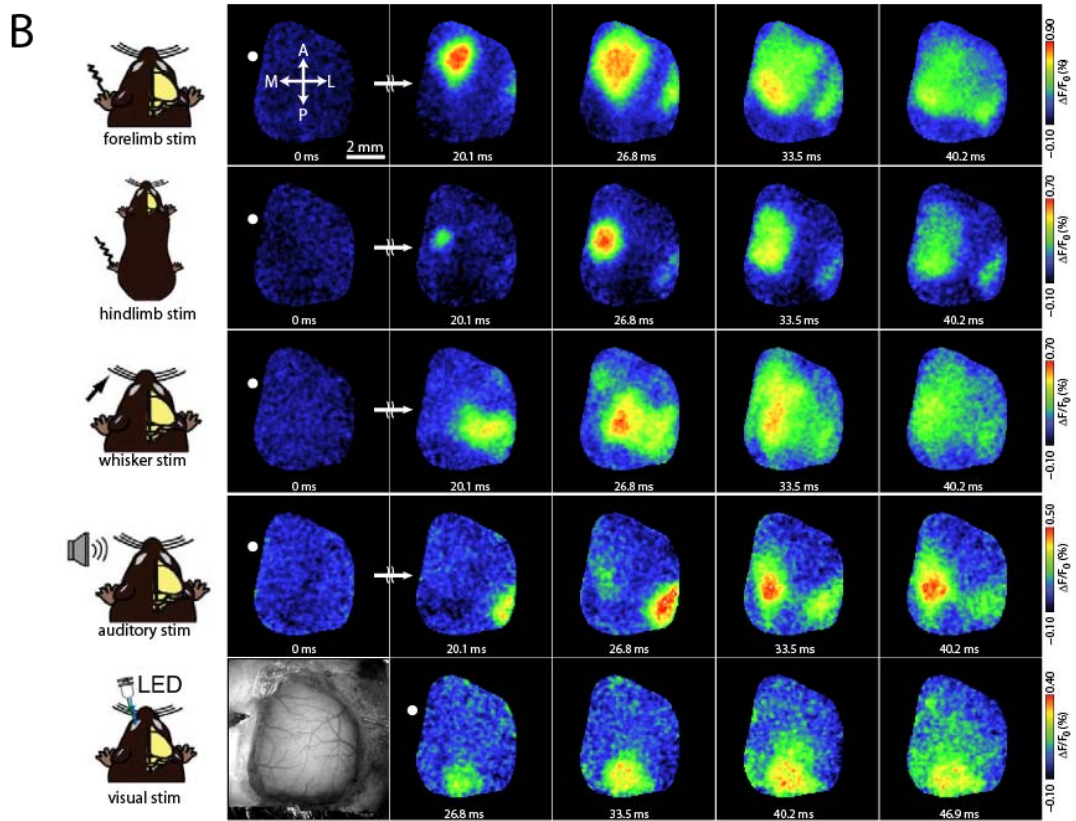 B
A
M L
P
2 mm
forelimb stim
0 ms 20.1 ms 26.8 ms 33.5 ms 40.2 ms
−0.10 0.90
ΔF/F0 (%)
hindlimb stim
0 ms 20.1 ms 26.8 ms 33.5 ms 40.2 ms
−0.10 0.70
ΔF/F0 (%)
whisker stim
0 ms 20.1 ms 26.8 ms 33.5 ms 40.2 ms
−0.10 0.70
ΔF/F0 (%)
auditory stim
0 ms 20.1 ms 26.8 ms 33.5 ms 40.2 ms
−0.10 0.50
ΔF/F0 (%)
LED
visual stim
26.8 ms 33.5 ms 40.2 ms 46.9 ms
−0.10 0.40
ΔF/F0 (%)